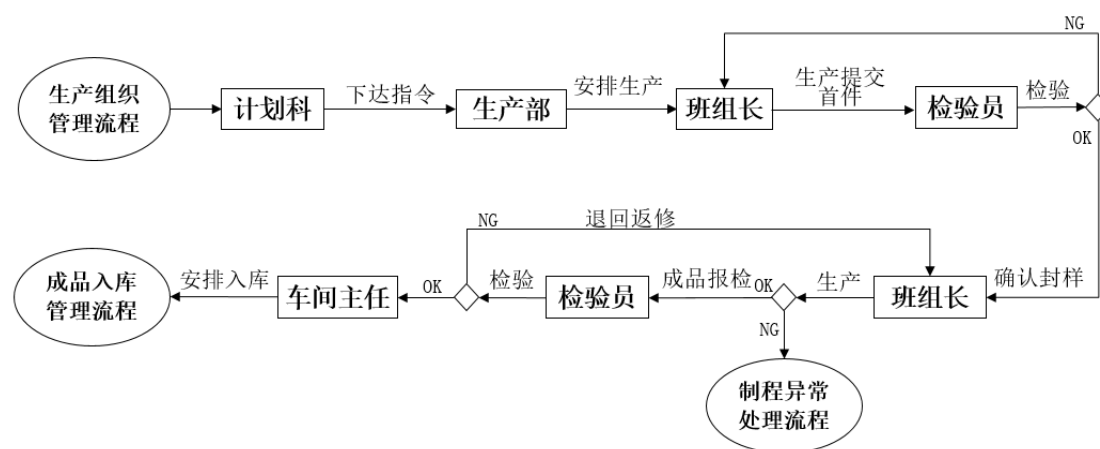 NG
生产组织
管理流程
计划科
下达指令
生产部
安排生产
班组长
生产提交
首件
检验员
检验
OK
NG
退回返修
成品入库
管理流程
安排入库
车间主任
OK
检验
检验员
成品报检
OK
生产
班组长
确认封样
NG
制程异常
处理流程